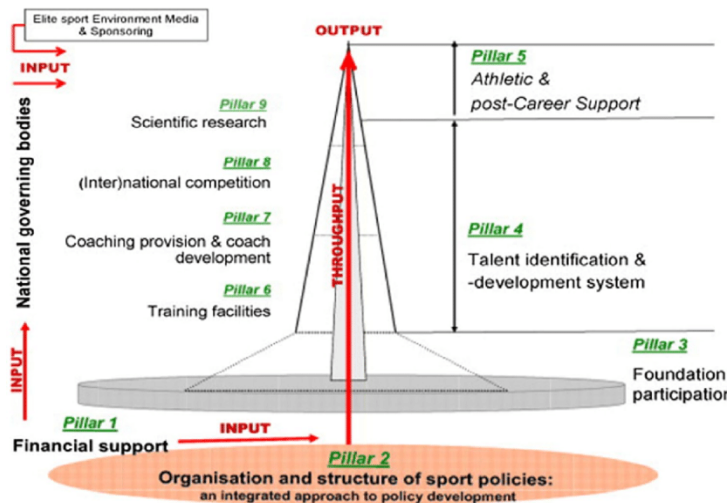 Elite sport Environment Media
& Sponsoring
INPUT
National governing bodies
INPUT
OUTPUT
THROUGHPUT
Pillar 5
Athletic &
post-Career Support
Pillar 9
Scientific research
Pillar 8
(Inter)national competition
Pillar 7
Coaching provision & coach
development
Pillar 6
Training facilities
Pillar 4
Talent identification &
-development system
Pillar 3
Foundation
participation
Pillar 1
Financial support
INPUT
Pillar 2
Organisation and structure of sport policies:
an integrated approach to policy development